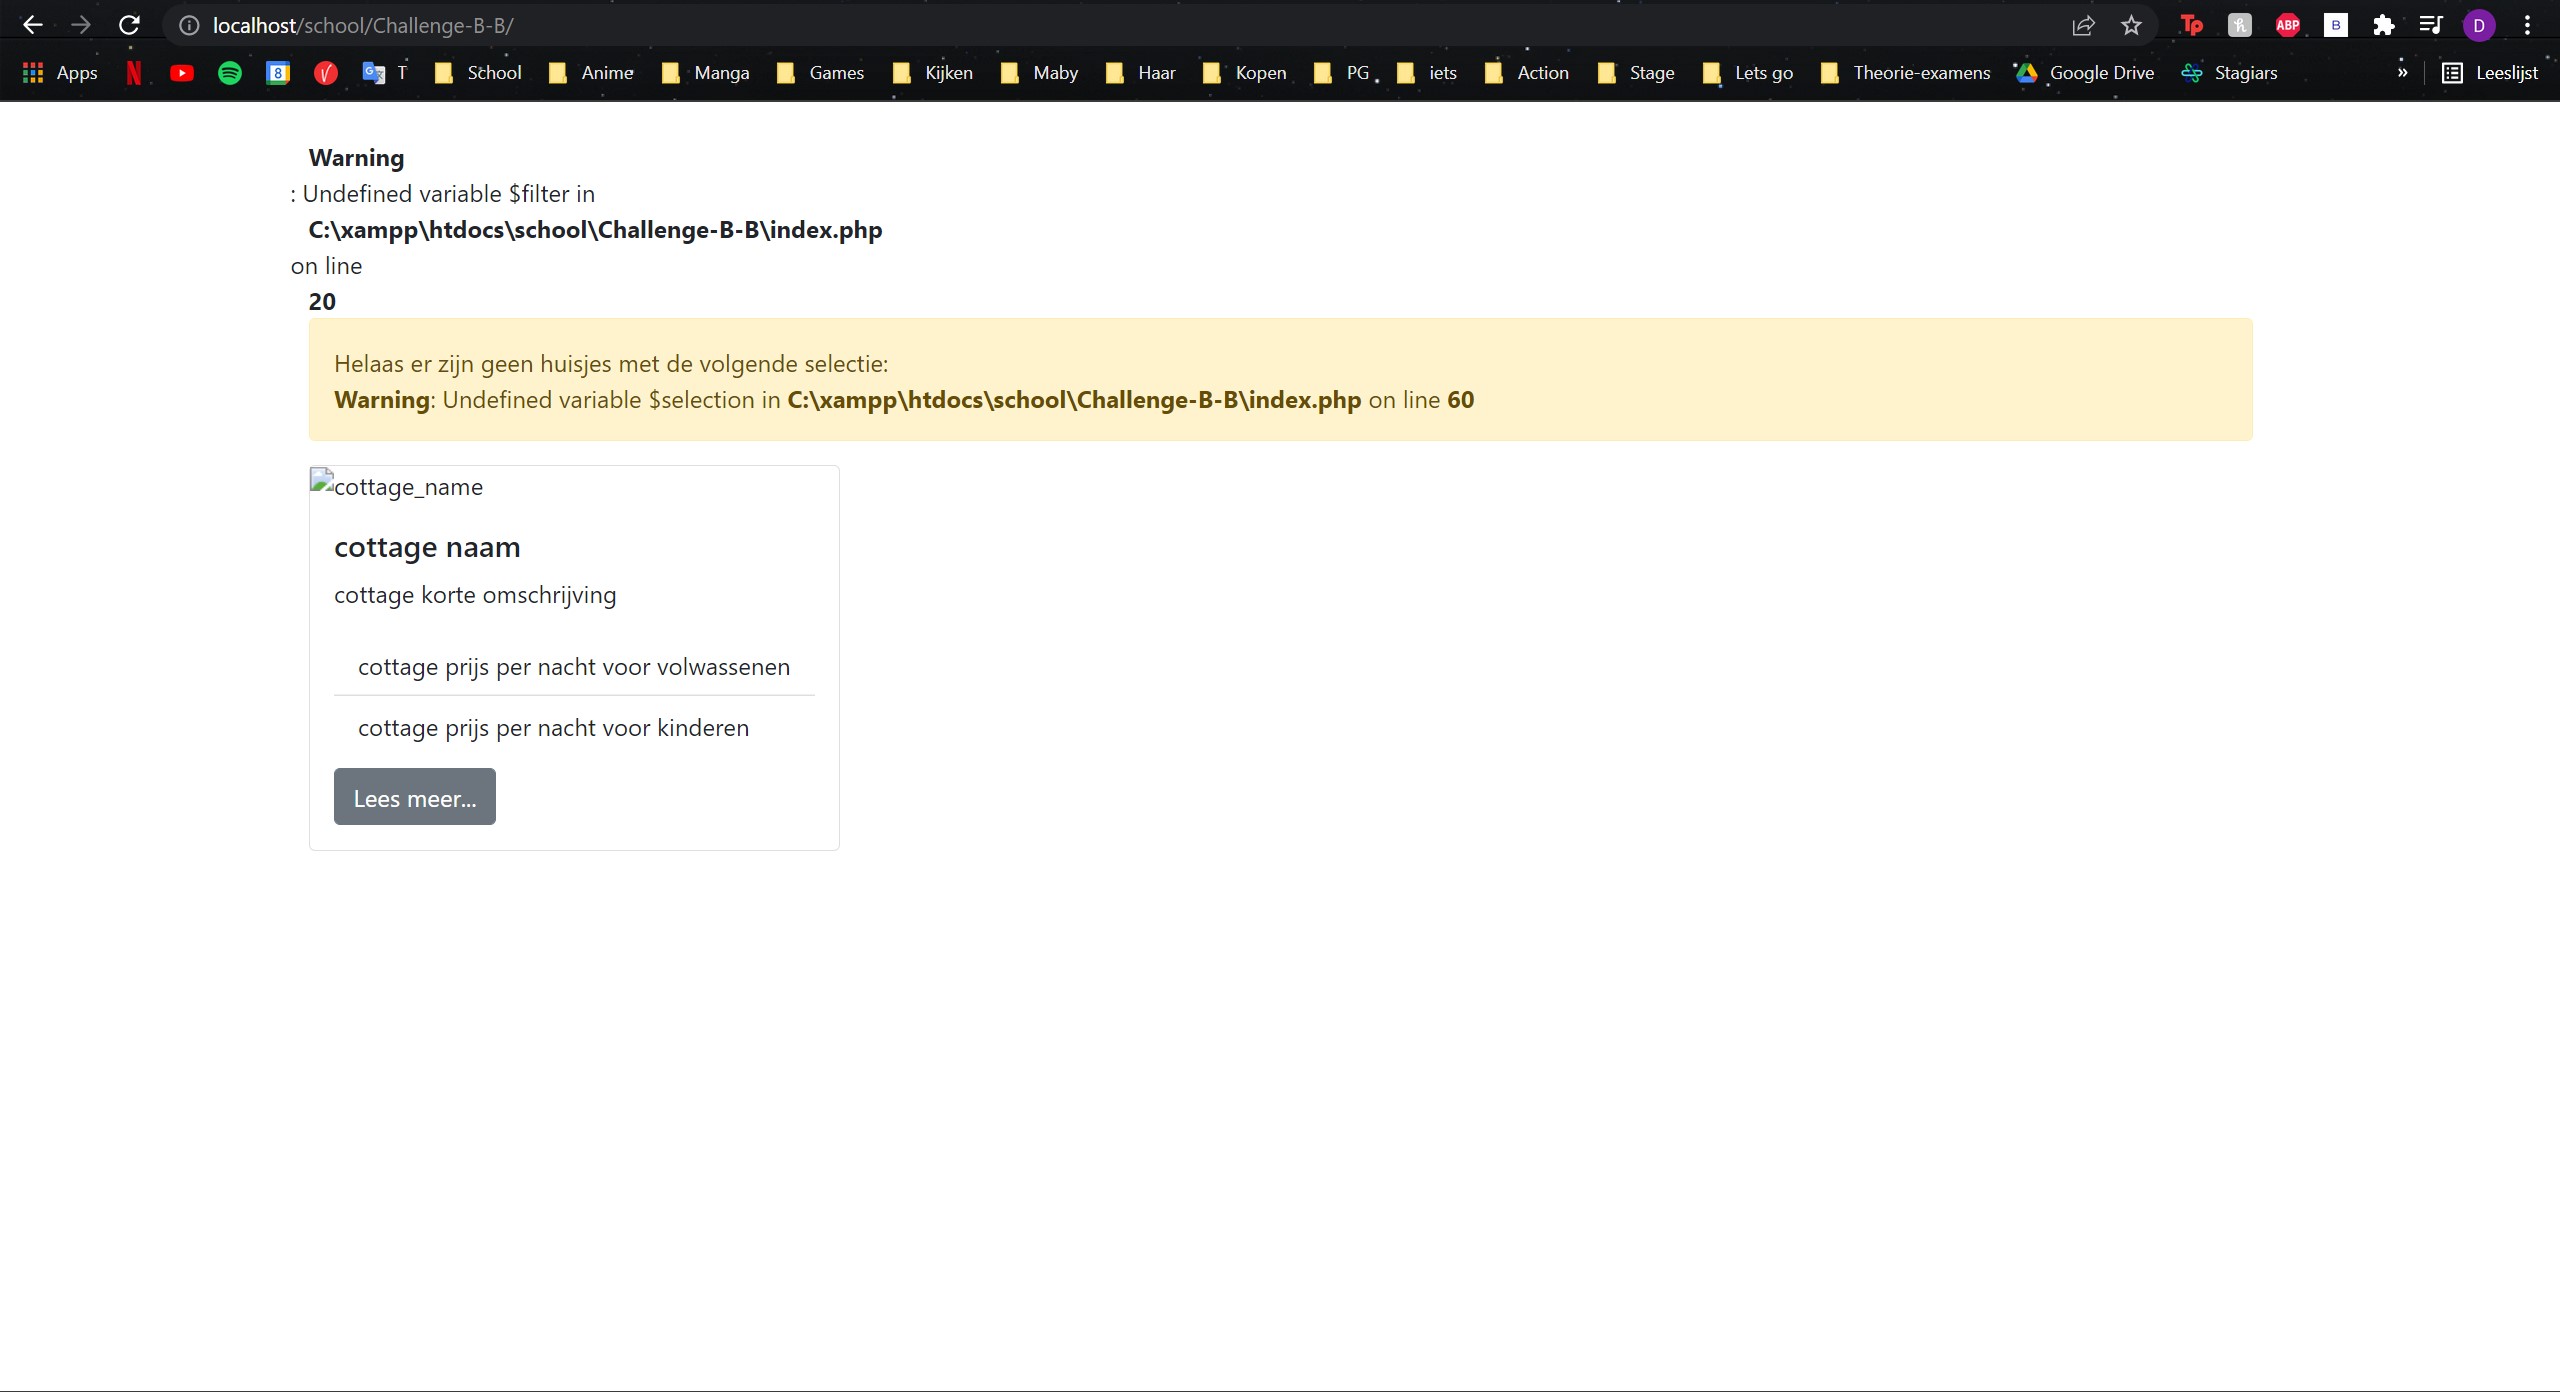 localhost/school/Challenge-B-B/
Tp ABP B D
Apps N 8 T School Anime Manga Games Kijken Maby Haar Kopen PG iets Action Stage Lets go Theorie-examens Google Drive Stagiars » Leeslijst
Warning
: Undefined variable $filter in
C:\xampp\htdocs\school\Challenge-B-B\index.php
on line
20
Helaas er zijn geen huisjes met de volgende selectie:
Warning: Undefined variable $selection in C:\xampp\htdocs\school\Challenge-B-B\index.php on line 60
cottage_name
cottage naam
cottage korte omschrijving
cottage prijs per nacht voor volwassenen
cottage prijs per nacht voor kinderen
Lees meer...